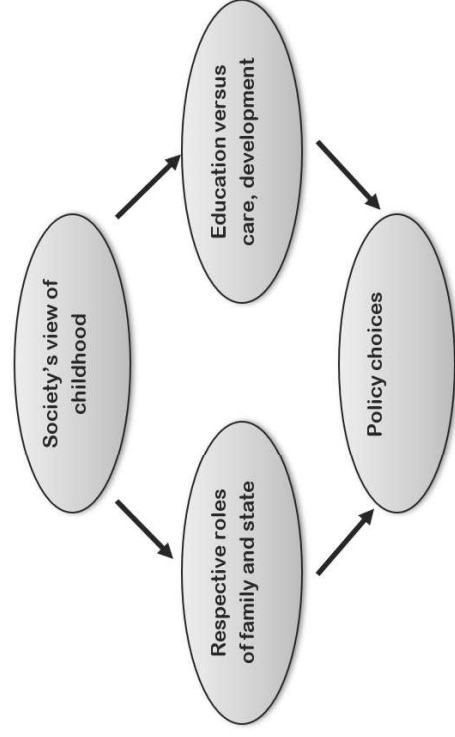 Society’s view of
childhood
Respective roles
of family and state
Education versus
care, development
Policy choices